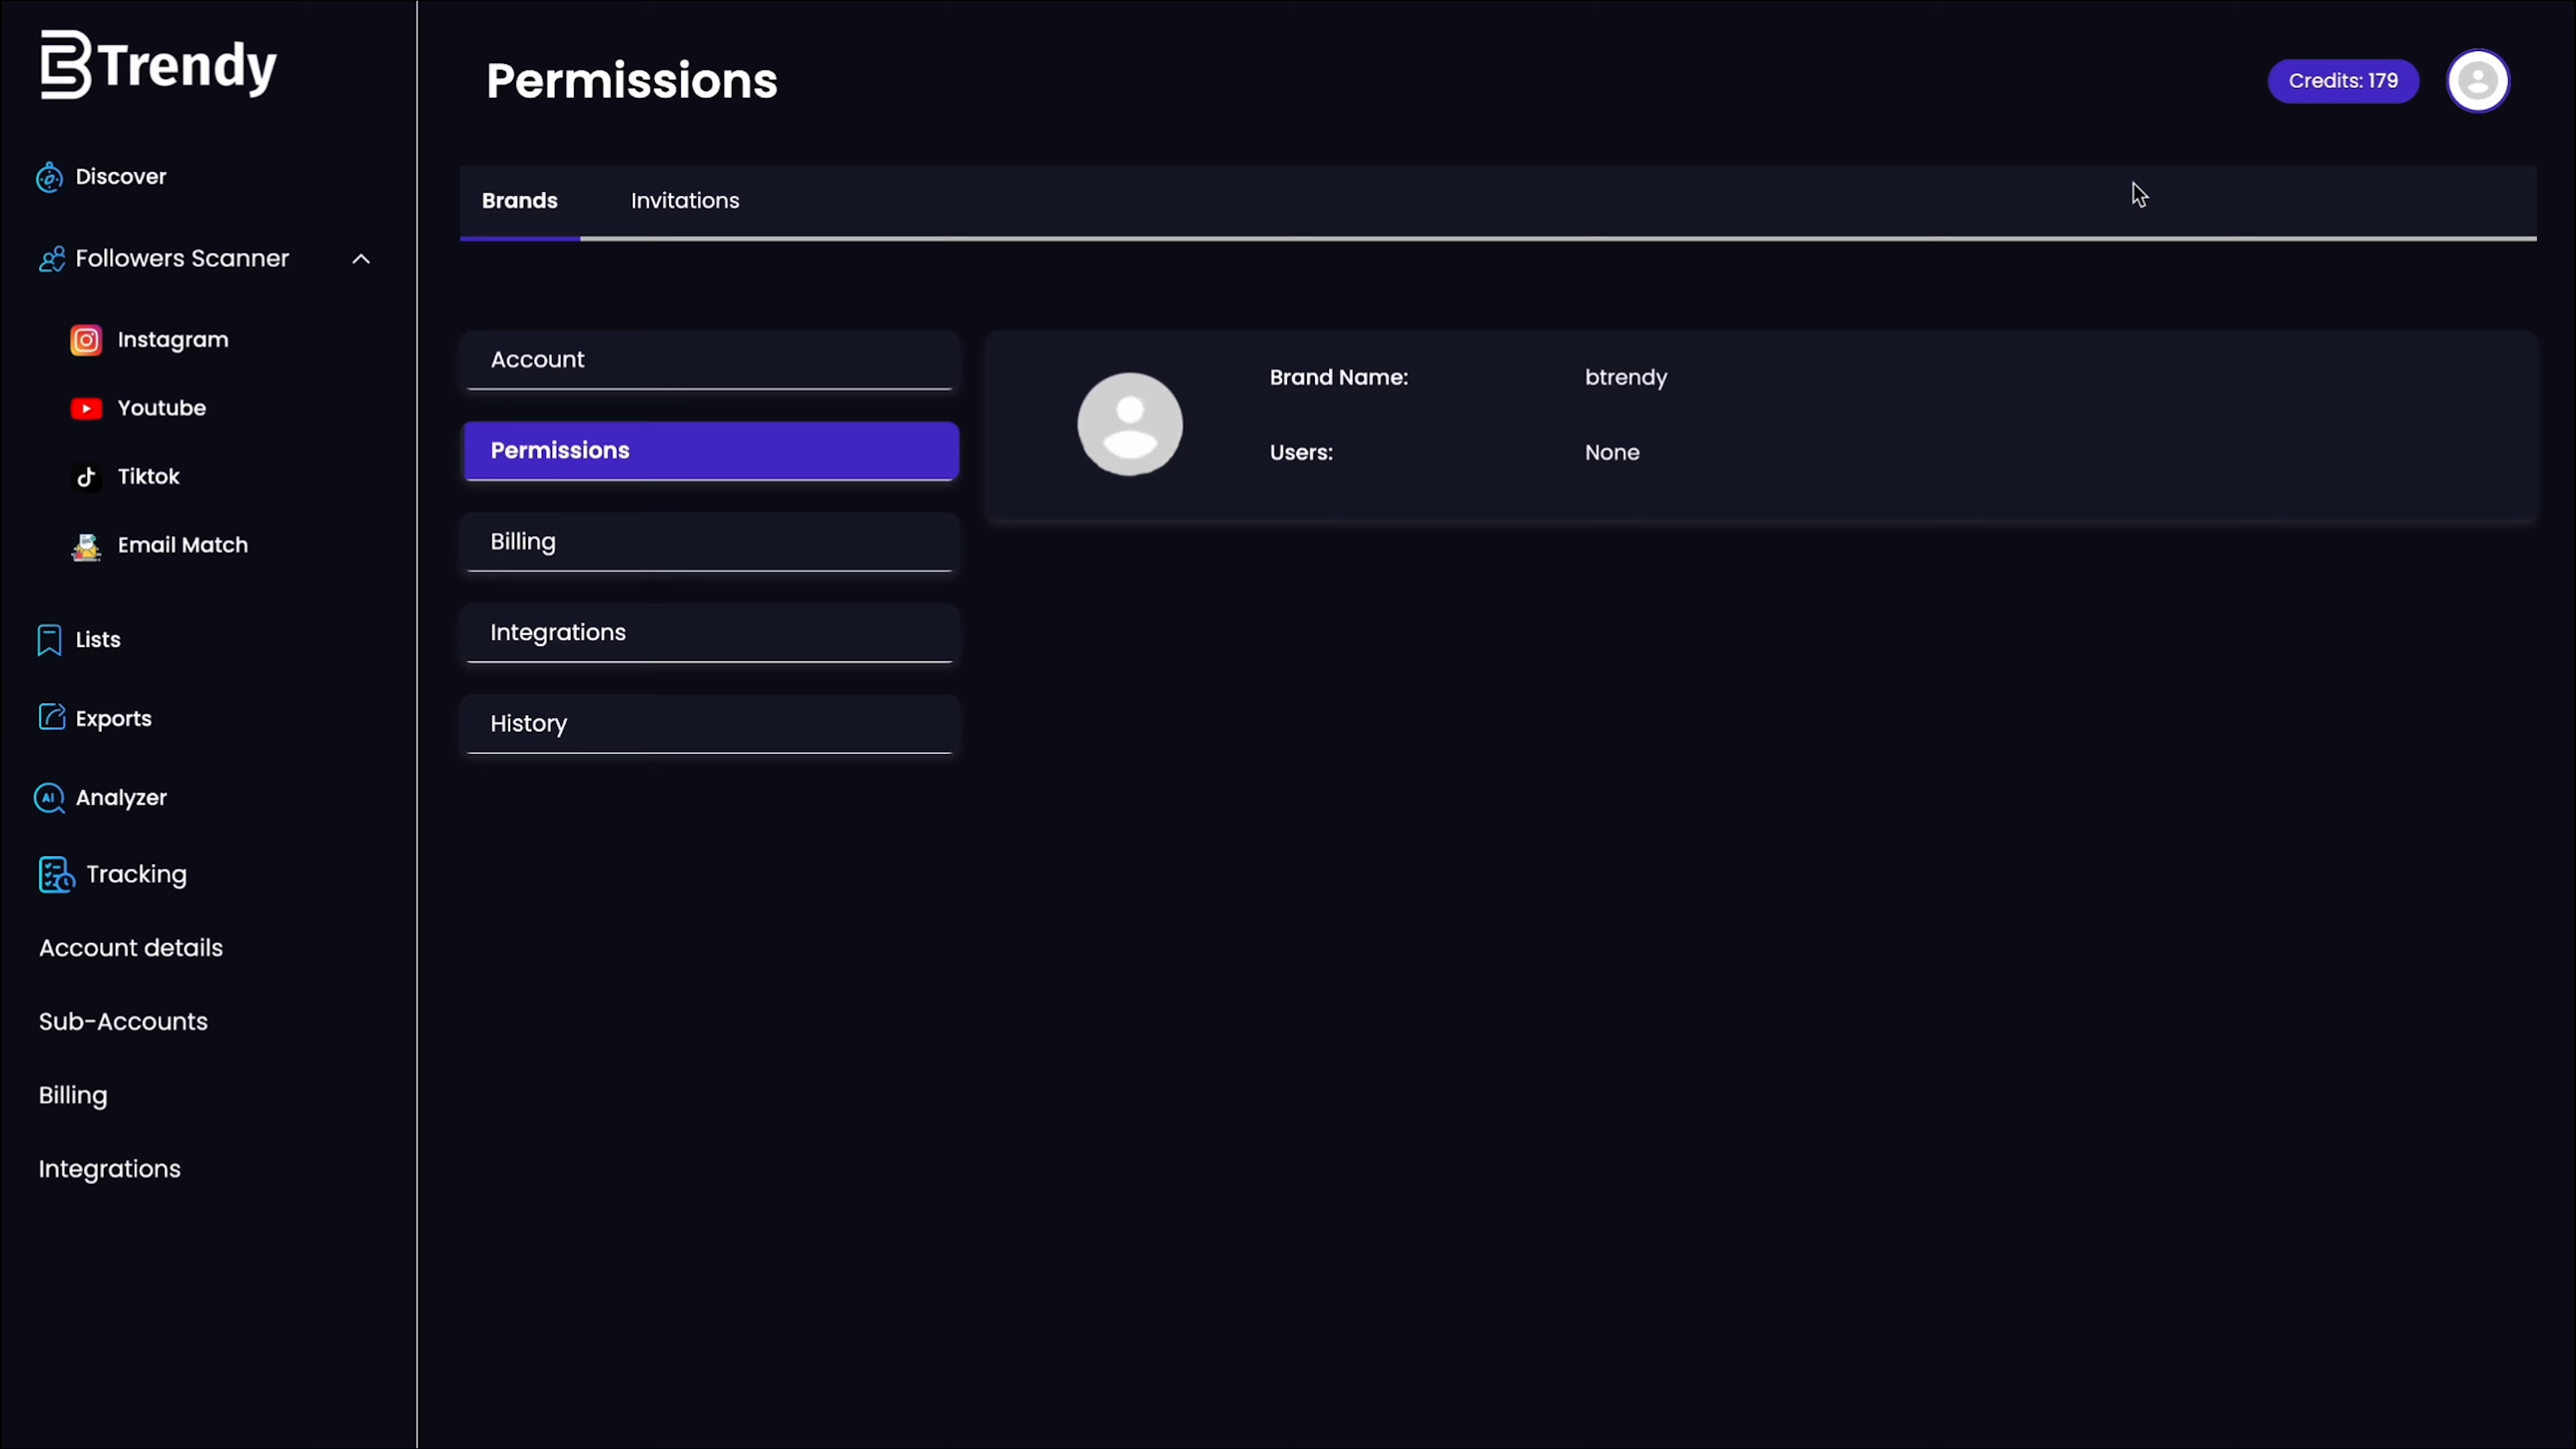 BTrendy
Discover
Followers Scanner
Instagram
Youtube
Tiktok
Email Match
Lists
Exports
AI
Analyzer
Tracking
Account details
Sub-Accounts
Billing
Integrations
Permissions
Credits: 179
Brands
Invitations
Account
Permissions
Billing
Integrations
History
Brand Name: btrendy
Users: None